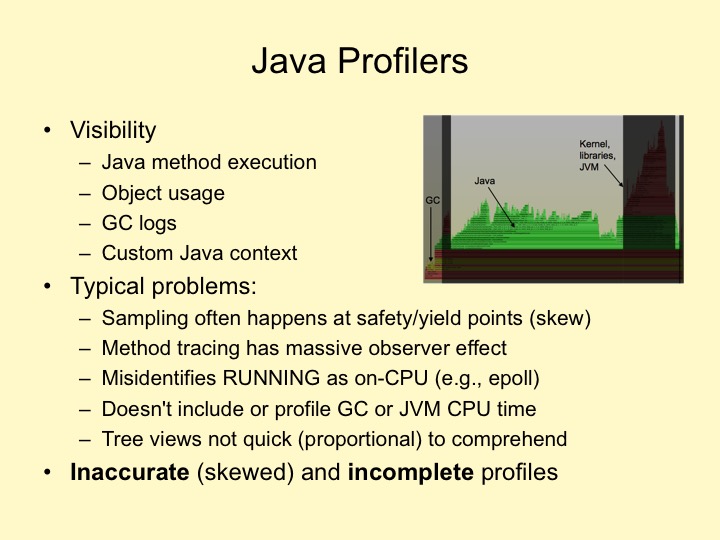 Java Profilers
• Visibility
– Java method execution
– Object usage
– GC logs
– Custom Java context
Kernel,
libraries,
JVM
Java
GC
• Typical problems:
– Sampling often happens at safety/yield points (skew)
– Method tracing has massive observer effect
– Misidentifies RUNNING as on-CPU (e.g., epoll)
– Doesn't include or profile GC or JVM CPU time
– Tree views not quick (proportional) to comprehend
• Inaccurate (skewed) and incomplete profiles